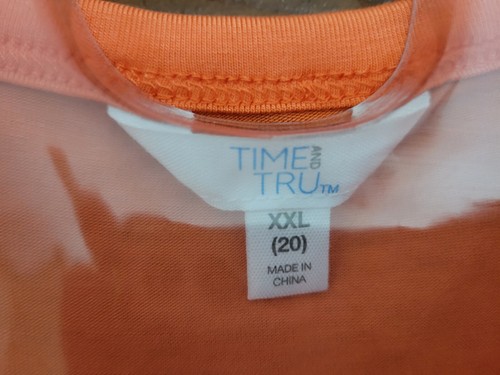 TIME AND
TRU™
XXL
(20)
MADE IN
CHINA